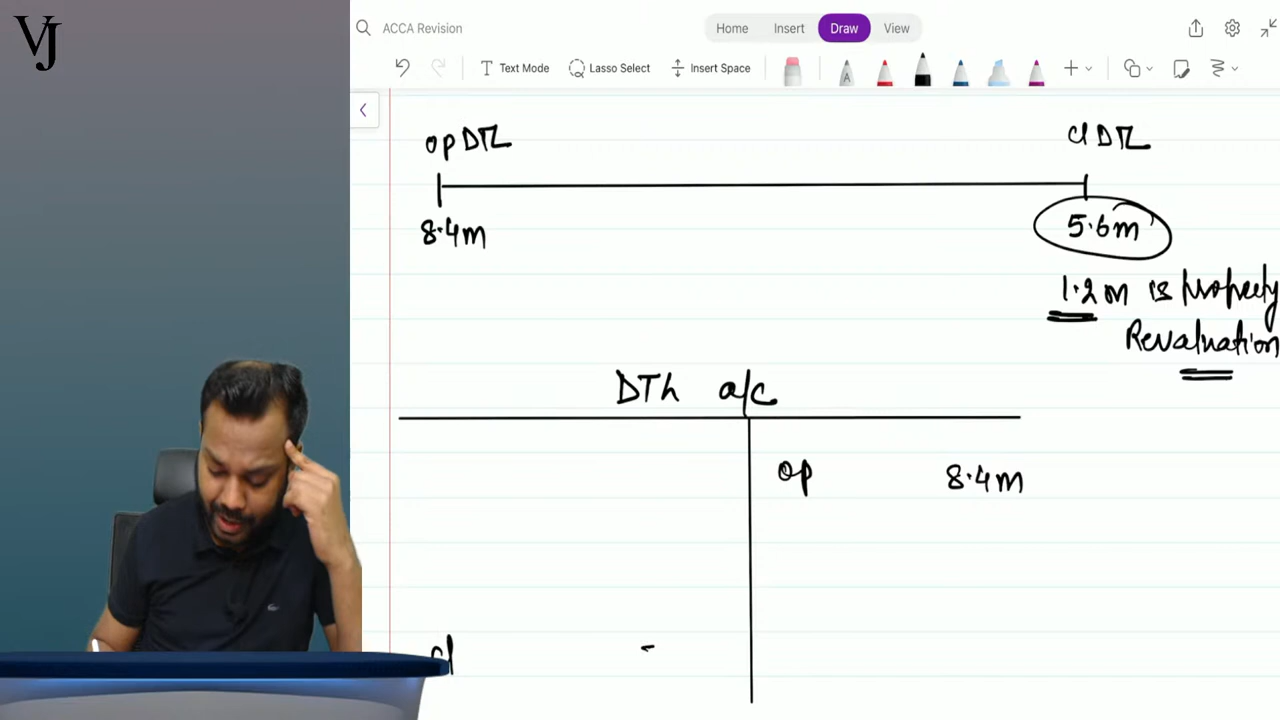 VJ
ACCA Revision
Home Insert Draw View
Text Mode Lasso Select Insert Space
A
op DTL cl DTL
8.4m 5.6m
1.2m is property
Revaluation
DTL a/c
op 8.4m
cl